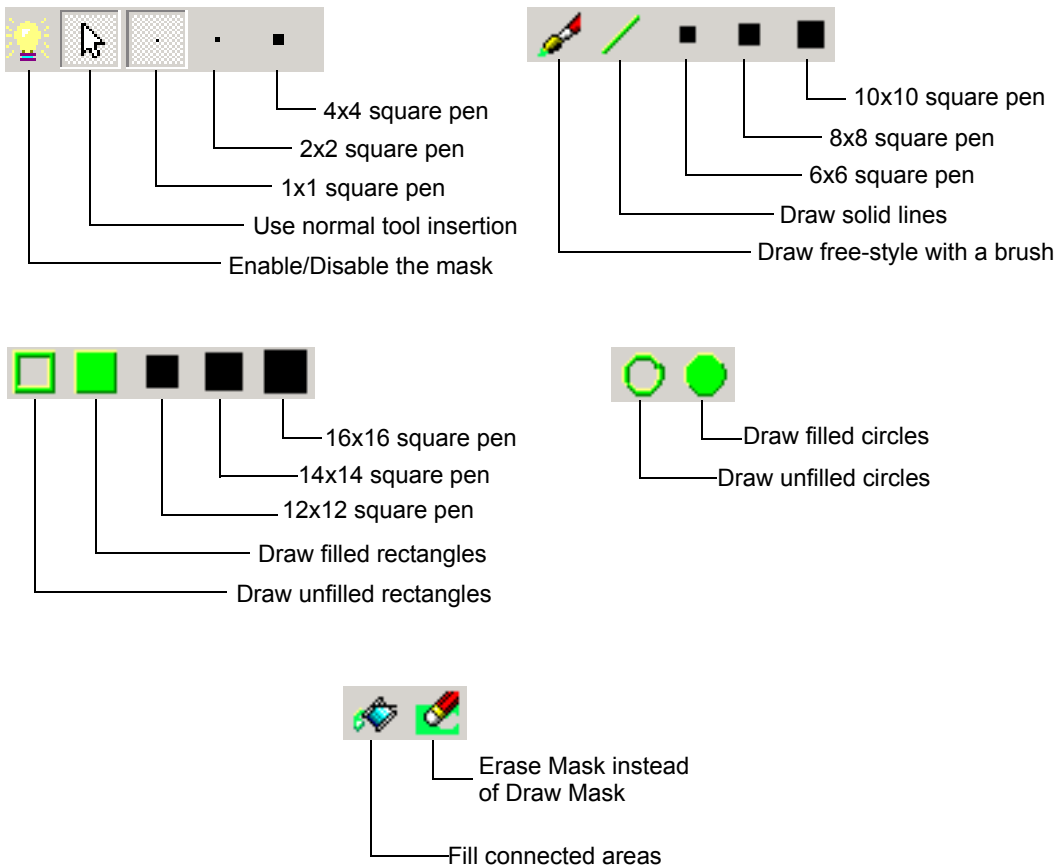 4x4 square pen
2x2 square pen
1x1 square pen
Use normal tool insertion
Enable/Disable the mask
10x10 square pen
8x8 square pen
6x6 square pen
Draw solid lines
Draw free-style with a brush
16x16 square pen
14x14 square pen
12x12 square pen
Draw filled rectangles
Draw unfilled rectangles
Draw filled circles
Draw unfilled circles
Erase Mask instead
of Draw Mask
Fill connected areas